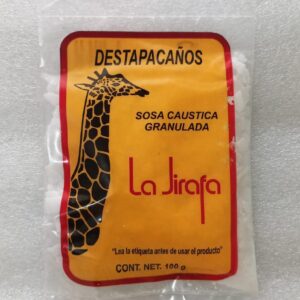 DESTAPACAÑOS
SOSA CAUSTICA
GRANULADA
La Jirafa
"Lea la etiqueta antes de usar el producto"
CONT. NET. 100 g